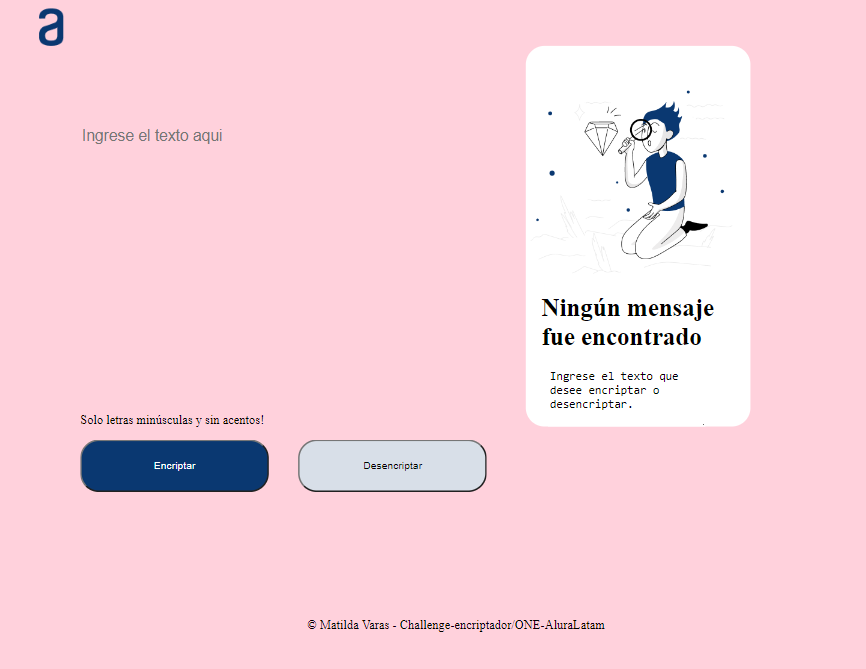 a
Ingrese el texto aqui
Ningún mensaje
fue encontrado
Ingrese el texto que
desee encriptar o
desencriptar.
Solo letras minúsculas y sin acentos!
Encriptar
Desencriptar
© Matilda Varas - Challenge-encriptador/ONE-AluraLatam